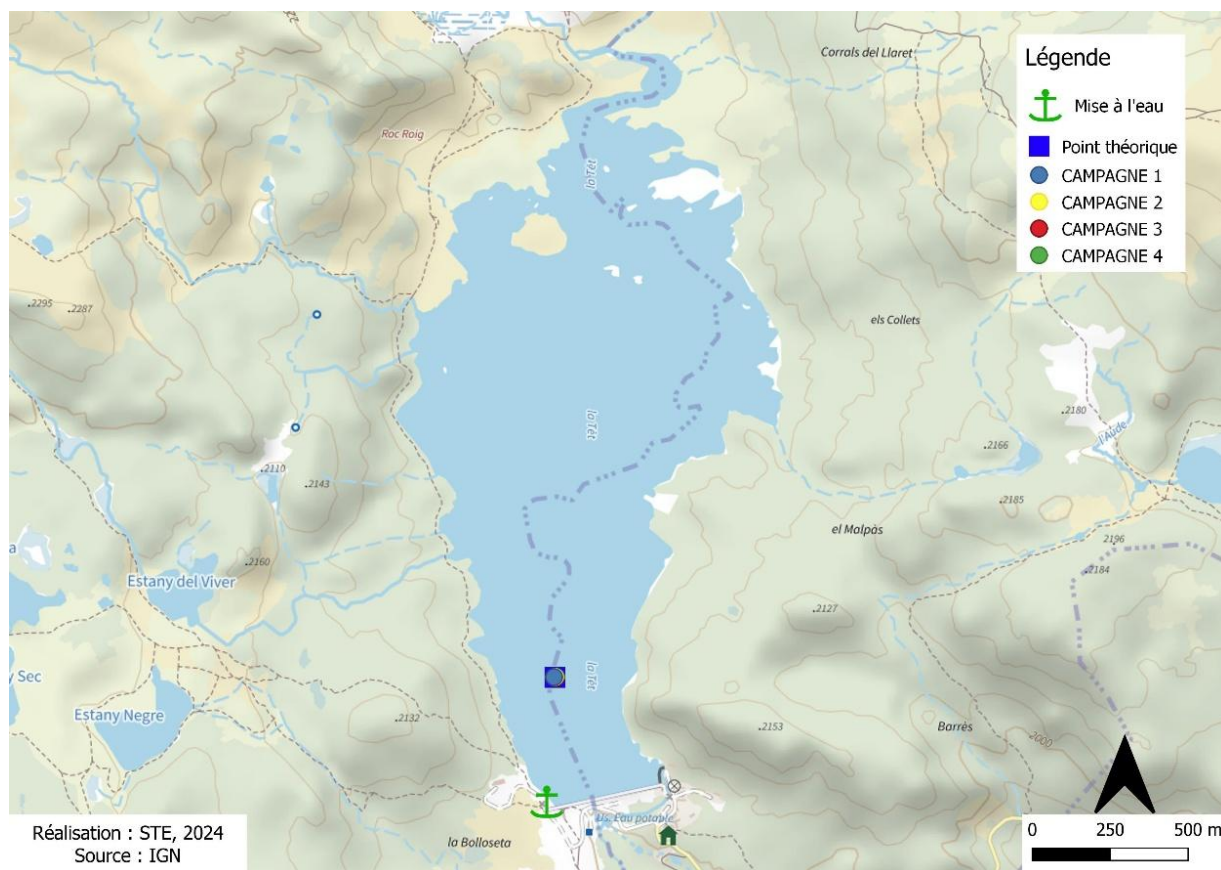 Corrals del Llaret
Légende
Mise à l'eau
Point théorique
CAMPAGNE 1
CAMPAGNE 2
CAMPAGNE 3
CAMPAGNE 4
Roc Roig
la Têt
.2295
.2287
els Collets
.2180
l'Aude
la Têt
.2166
.2110
.2143
.2185
el Malpàs
.2196
.2184
.2160
Estany del Viver
.2127
la Têt
y Sec
Estany Negre
.2132
.2153
Barrès
2000
Us. Eau potable
la Bolloseta
Réalisation : STE, 2024
Source : IGN
0 250 500 m